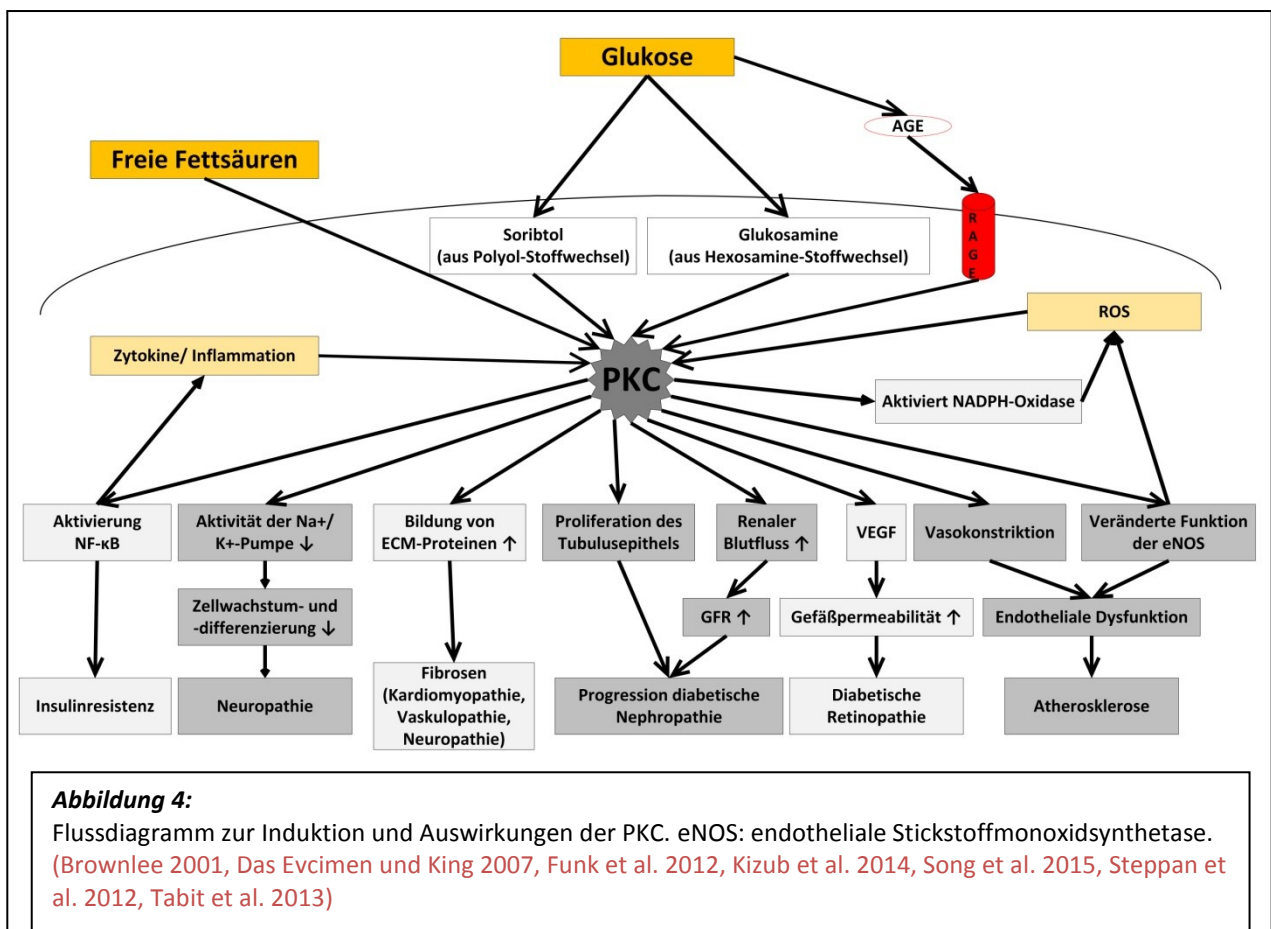 Glukose
AGE
Freie Fettsäuren
RAGE
Soribtol
(aus Polyol-Stoffwechsel)
Glukosamine
(aus Hexosamine-Stoffwechsel)
ROS
Zytokine/ Inflammation
PKC
Aktiviert NADPH-Oxidase
Aktivierung
NF-κB
Aktivität der Na+/
K+-Pumpe ↓
Bildung von
ECM-Proteinen ↑
Proliferation des
Tubulusepithels
Renaler
Blutfluss ↑
VEGF
Vasokonstriktion
Veränderte Funktion
der eNOS
Zellwachstum- und
-differenzierung ↓
GFR ↑
Gefäßpermeabilität ↑
Endotheliale Dysfunktion
Insulinresistenz
Neuropathie
Fibrosen
(Kardiomyopathie,
Vaskulopathie,
Neuropathie)
Progression diabetische
Nephropathie
Diabetische
Retinopathie
Atherosklerose
Abbildung 4:
Flussdiagramm zur Induktion und Auswirkungen der PKC. eNOS: endotheliale Stickstoffmonoxidsynthetase.
(Brownlee 2001, Das Evcimen und King 2007, Funk et al. 2012, Kizub et al. 2014, Song et al. 2015, Steppan et
al. 2012, Tabit et al. 2013)